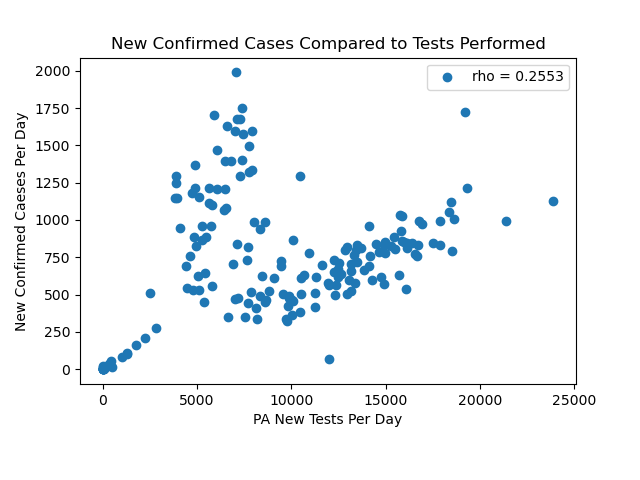 New Confirmed Cases Compared to Tests Performed
rho = 0.2553
2000
1750
1500
1250
1000
750
500
250
0
New Confirmed Caeses Per Day
0 5000 10000 15000 20000 25000
PA New Tests Per Day